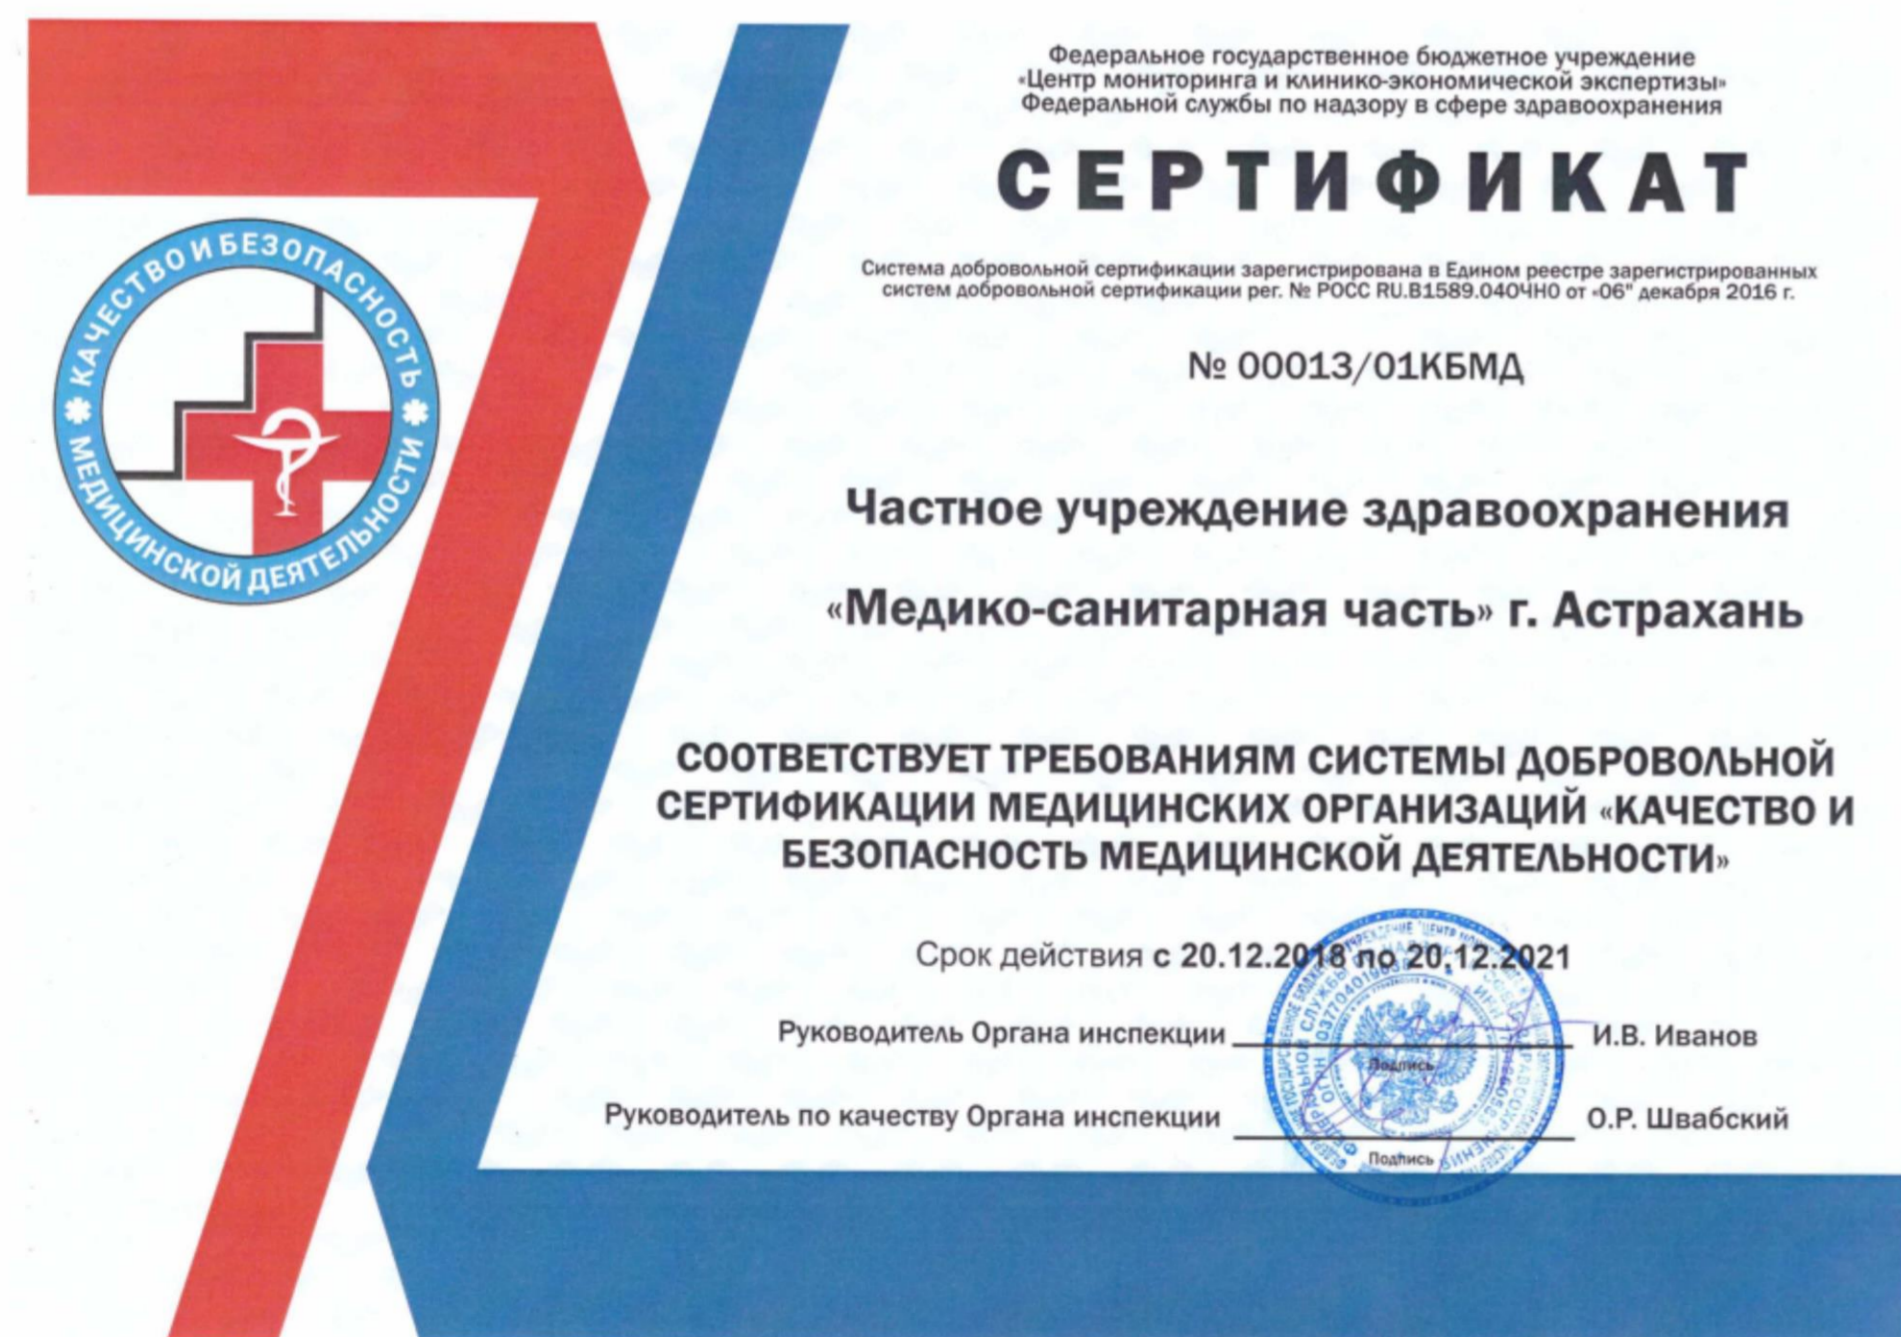 Федеральное государственное бюджетное учреждение
«Центр мониторинга и клинико-экономической экспертизы»
Федеральной службы по надзору в сфере здравоохранения
СЕРТИФИКАТ
Система добровольной сертификации зарегистрирована в Едином реестре зарегистрированных
систем добровольной сертификации рег. № РОСС RU.В1589.04ОЧН0 от «06" декабря 2016 г.
№ 00013/01КБМД
КАЧЕСТВО И БЕЗОПАСНОСТЬ
МЕДИЦИНСКОЙ ДЕЯТЕЛЬНОСТИ
Частное учреждение здравоохранения
«Медико-санитарная часть» г. Астрахань
СООТВЕТСТВУЕТ ТРЕБОВАНИЯМ СИСТЕМЫ ДОБРОВОЛЬНОЙ
СЕРТИФИКАЦИИ МЕДИЦИНСКИХ ОРГАНИЗАЦИЙ «КАЧЕСТВО И
БЕЗОПАСНОСТЬ МЕДИЦИНСКОЙ ДЕЯТЕЛЬНОСТИ»
Срок действия с 20.12.2018 по 20.12.2021
Руководитель Органа инспекции И.В. Иванов
Подпись
Руководитель по качеству Органа инспекции О.Р. Швабский
Подпись